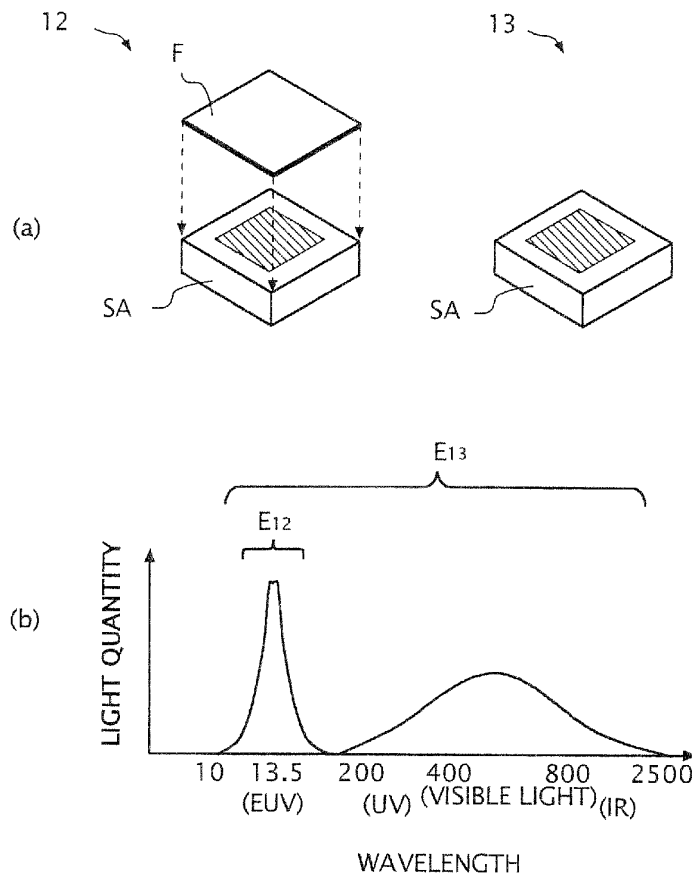 12
F
13
(a)
SA
SA
E13
E12
(b)
LIGHT QUANTITY
10 13.5 200 400 800 2500
(EUV) (UV) (VISIBLE LIGHT) (IR)
WAVELENGTH